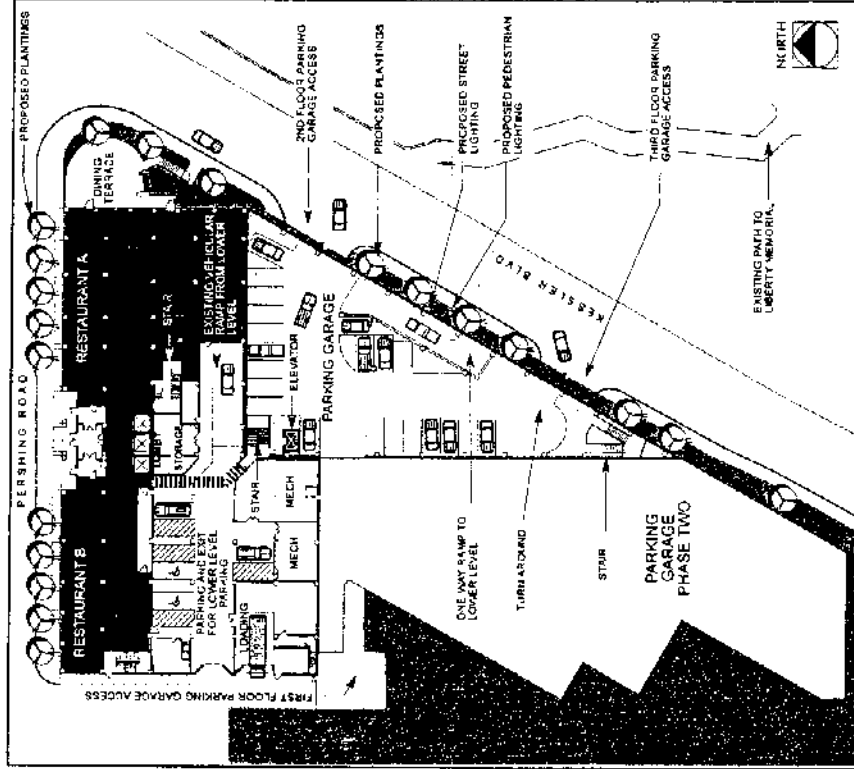 PROPOSED PLANTINGS
PERSHING ROAD
RESTAURANT B
RESTAURANT A
DINING
TERRACE
STAIR
STORAGE
EXISTING VEHICULAR
RAMP FROM LOWER
LEVEL
2ND FLOOR PARKING
GARAGE ACCESS
PROPOSED PLANTINGS
PROPOSED STREET
LIGHTING
PROPOSED PEDESTRIAN
LIGHTING
THIRD FLOOR PARKING
GARAGE ACCESS
NORTH
KESSLER BLVD
EXISTING PATH TO
LIBERTY MEMORIAL
ELEVATOR
PARKING GARAGE
STAIR
MECH
MECH
PARKING AND EXIT
FOR LOWER LEVEL
PARKING
LOADING
FIRST FLOOR PARKING GARAGE ACCESS
ONE WAY RAMP TO
LOWER LEVEL
TURN AROUND
STAIR
PARKING
GARAGE
PHASE TWO